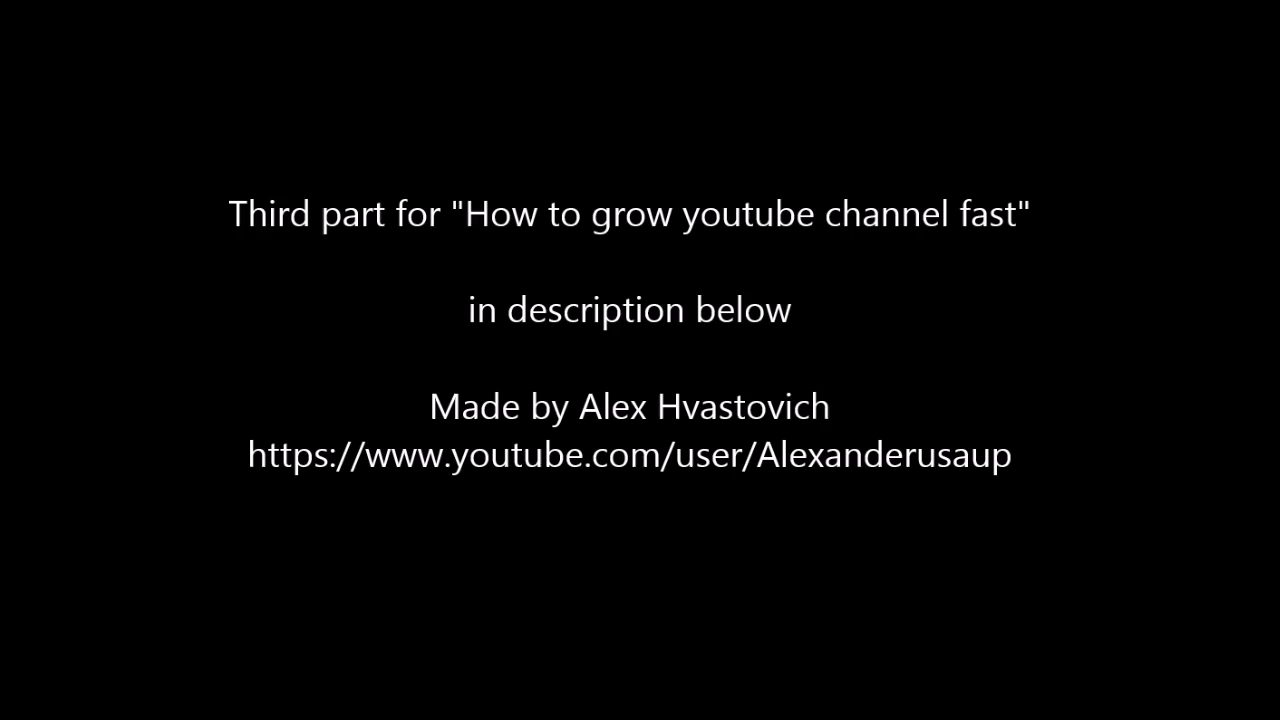 Third part for "How to grow youtube channel fast"
in description below
Made by Alex Hvastovich
https://www.youtube.com/user/Alexanderusaup